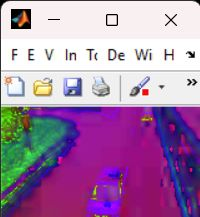 F E V In To De Wi H